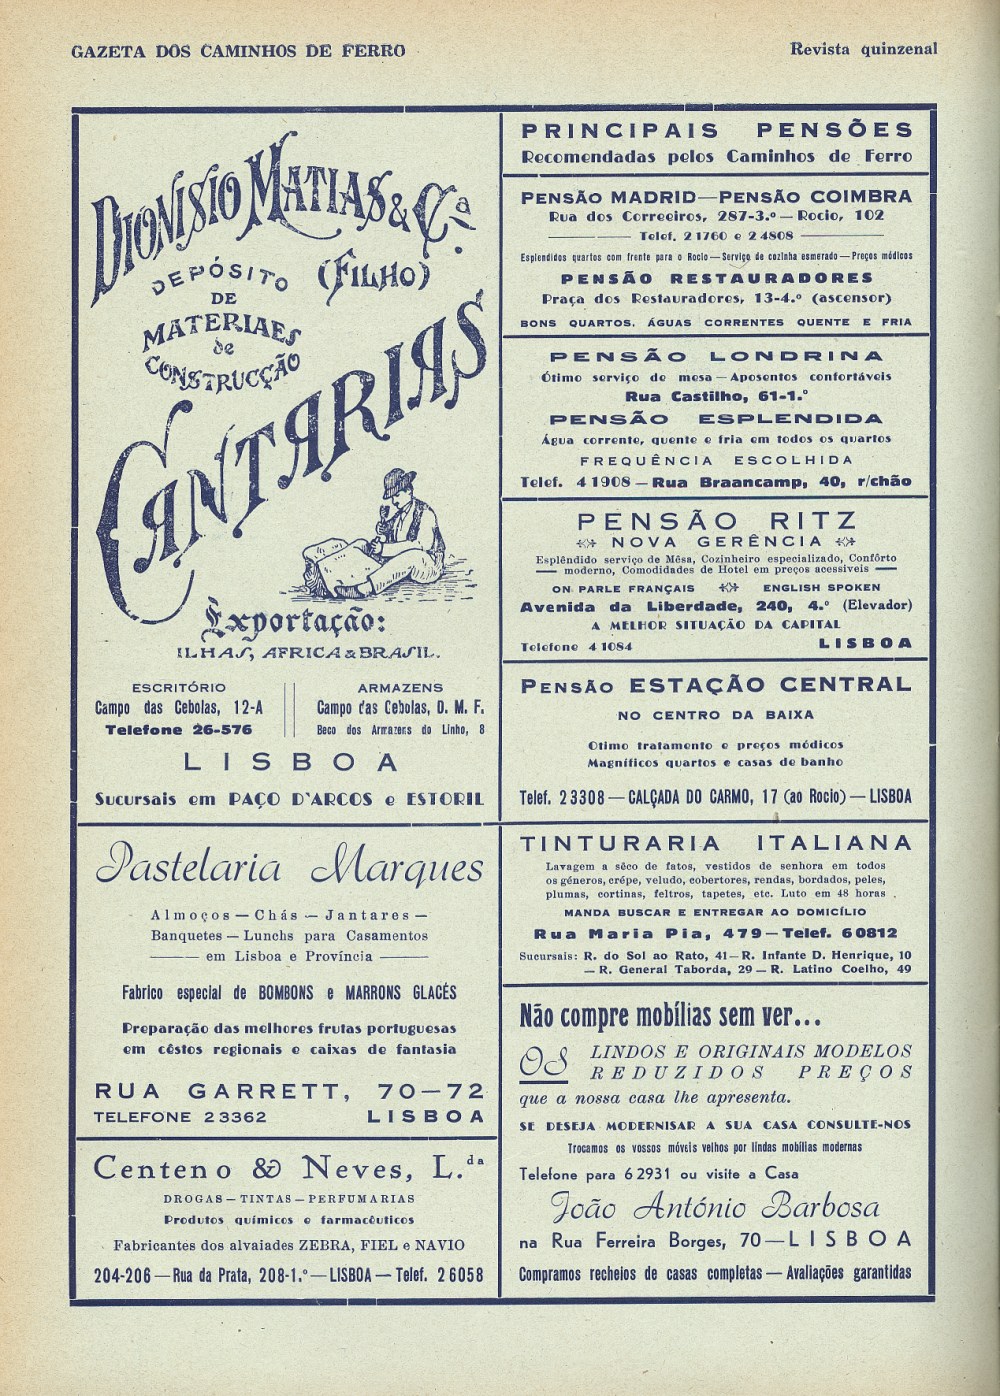 GAZETA DOS CAMINHOS DE FERRO
Revista quinzenal
DIONISIO MATIAS & C.ª
(FILHO)
DEPÓSITO
DE
MATERIAES
de
CONSTRUCÇÃO
CANTARIAS
Exportação:
ILHAS, AFRICA & BRASIL.
ESCRITÓRIO
Campo das Cebolas, 12-A
Telefone 26-576
ARMAZENS
Campo das Cebolas, D. M. F.
Beco dos Armazens do Linho, 8
LISBOA
Sucursais em PAÇO D'ARCOS e ESTORIL
Pastelaria Marques
Almoços — Chás — Jantares —
Banquetes — Lunchs para Casamentos
—— em Lisboa e Província ——
Fabrico especial de BOMBONS e MARRONS GLACÉS
Preparação das melhores frutas portuguesas
em cêstos regionais e caixas de fantasia
RUA GARRETT, 70—72
TELEFONE 23362 LISBOA
Centeno & Neves, L.da
DROGAS — TINTAS — PERFUMARIAS
Produtos químicos e farmacêuticos
Fabricantes dos alvaiades ZEBRA, FIEL e NAVIO
204-206 — Rua da Prata, 208-1.º — LISBOA — Telef. 2 6058
PRINCIPAIS PENSÕES
Recomendadas pelos Caminhos de Ferro
PENSÃO MADRID — PENSÃO COIMBRA
Rua dos Correeiros, 287-3.º — Rocio, 102
Telef. 21760 e 24808
Esplendidos quartos com frente para o Rocio — Serviço de cozinha esmerado — Preços módicos
PENSÃO RESTAURADORES
Praça dos Restauradores, 13-4.º (ascensor)
BONS QUARTOS. ÁGUAS CORRENTES QUENTE E FRIA
PENSÃO LONDRINA
Ótimo serviço de mesa — Aposentos confortáveis
Rua Castilho, 61-1.º
PENSÃO ESPLENDIDA
Água corrente, quente e fria em todos os quartos
FREQUÊNCIA ESCOLHIDA
Telef. 41908 — Rua Braancamp, 40, r/chão
PENSÃO RITZ
NOVA GERÊNCIA
Esplêndido serviço de Mêsa, Cozinheiro especializado, Confôrto
— moderno, Comodidades de Hotel em preços acessiveis —
ON PARLE FRANÇAIS ENGLISH SPOKEN
Avenida da Liberdade, 240, 4.º (Elevador)
A MELHOR SITUAÇÃO DA CAPITAL
Telefone 41084 LISBOA
PENSÃO ESTAÇÃO CENTRAL
NO CENTRO DA BAIXA
Otimo tratamento e preços módicos
Magníficos quartos e casas de banho
Telef. 23308 — CALÇADA DO CARMO, 17 (ao Rocio) — LISBOA
TINTURARIA ITALIANA
Lavagem a sêco de fatos, vestidos de senhora em todos
os géneros, crépe, veludo, cobertores, rendas, bordados, peles,
plumas, cortinas, feltros, tapetes, etc. Luto em 48 horas
MANDA BUSCAR E ENTREGAR AO DOMICÍLIO
Rua Maria Pia, 479 — Telef. 60812
Sucursais: R. do Sol ao Rato, 41 — R. Infante D. Henrique, 10
— R. General Taborda, 29 — R. Latino Coelho, 49
Não compre mobílias sem ver...
OS LINDOS E ORIGINAIS MODELOS
REDUZIDOS PREÇOS
que a nossa casa lhe apresenta.
SE DESEJA MODERNISAR A SUA CASA CONSULTE-NOS
Trocamos os vossos móveis velhos por lindas mobílias modernas
Telefone para 62931 ou visite a Casa
João António Barbosa
na Rua Ferreira Borges, 70 — LISBOA
Compramos recheios de casas completas — Avaliações garantidas